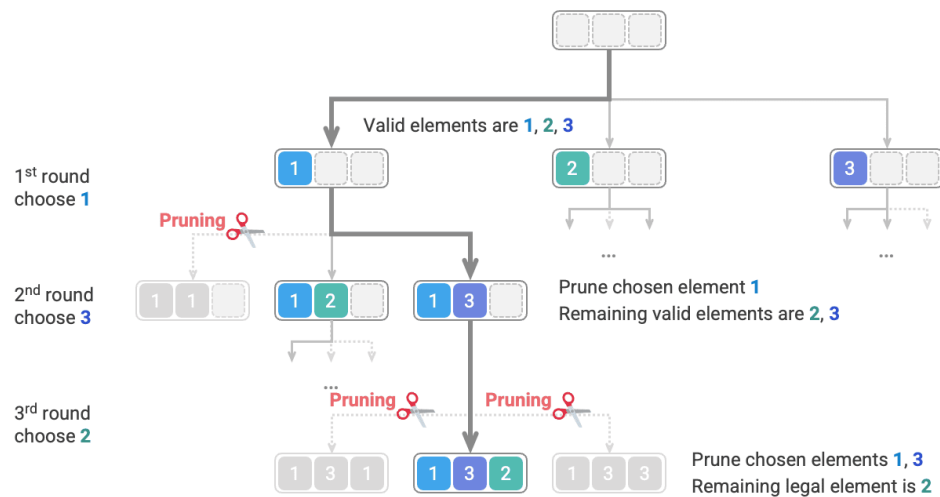 Valid elements are 1, 2, 3
1 2 3
1st round
choose 1
Pruning
... ...
2nd round
choose 3
1 1 1 2 1 3
Prune chosen element 1
Remaining valid elements are 2, 3
...
3rd round
choose 2
Pruning Pruning
1 3 1 1 3 2 1 3 3
Prune chosen elements 1, 3
Remaining legal element is 2